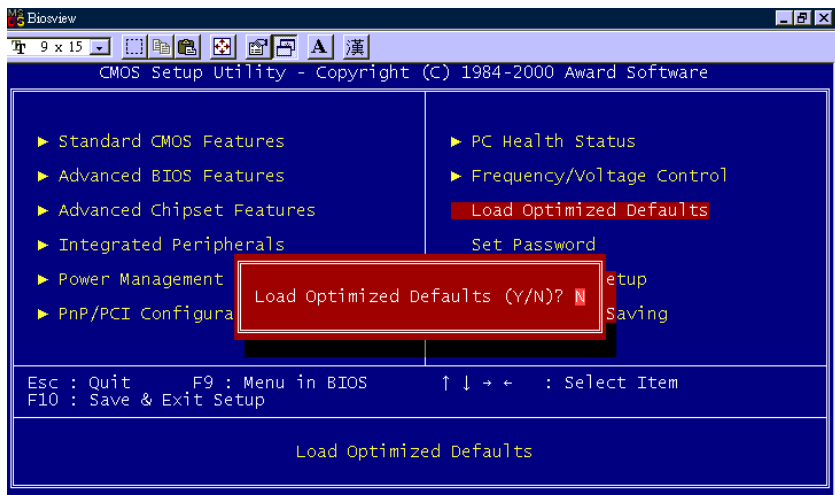 Biosview
9 x 15
A 漢
CMOS Setup Utility - Copyright (C) 1984-2000 Award Software
► Standard CMOS Features
► Advanced BIOS Features
► Advanced Chipset Features
► Integrated Peripherals
► Power Management
► PnP/PCI Configura
► PC Health Status
► Frequency/Voltage Control
Load Optimized Defaults
Set Password
etup
Saving
Load Optimized Defaults (Y/N)? N
Esc : Quit F9 : Menu in BIOS ↑ ↓ → ← : Select Item
F10 : Save & Exit Setup
Load Optimized Defaults